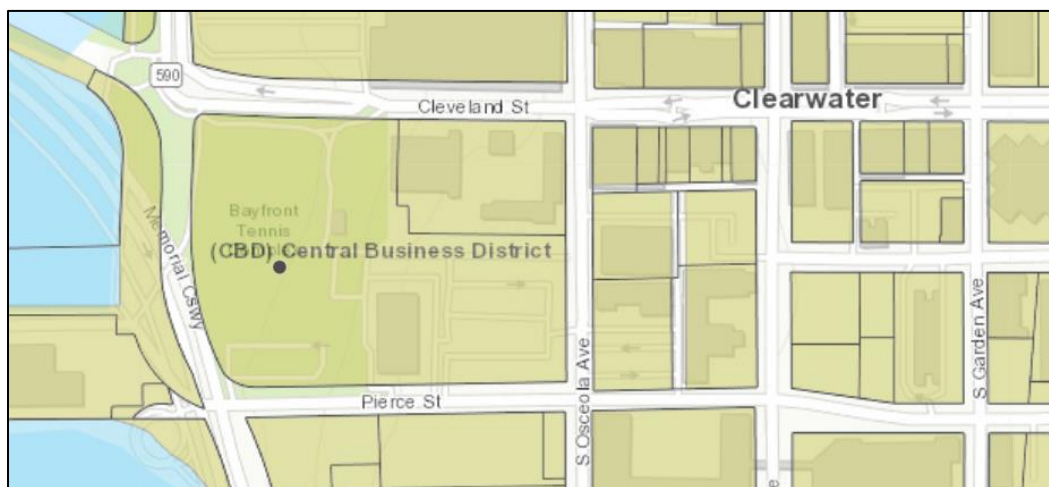 590
Cleveland St
Clearwater
Bayfront
Tennis
(CBD) Central Business District
Memorial Cswy
S Osceola Ave
S Garden Ave
Pierce St